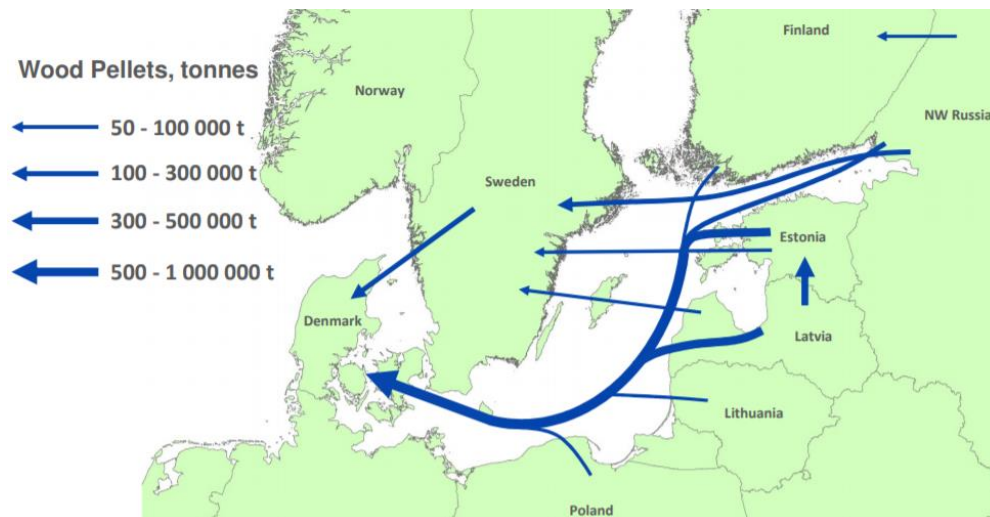 Wood Pellets, tonnes
50 - 100 000 t
100 - 300 000 t
300 - 500 000 t
500 - 1 000 000 t
Finland
Norway
NW Russia
Sweden
Estonia
Denmark
Latvia
Lithuania
Poland